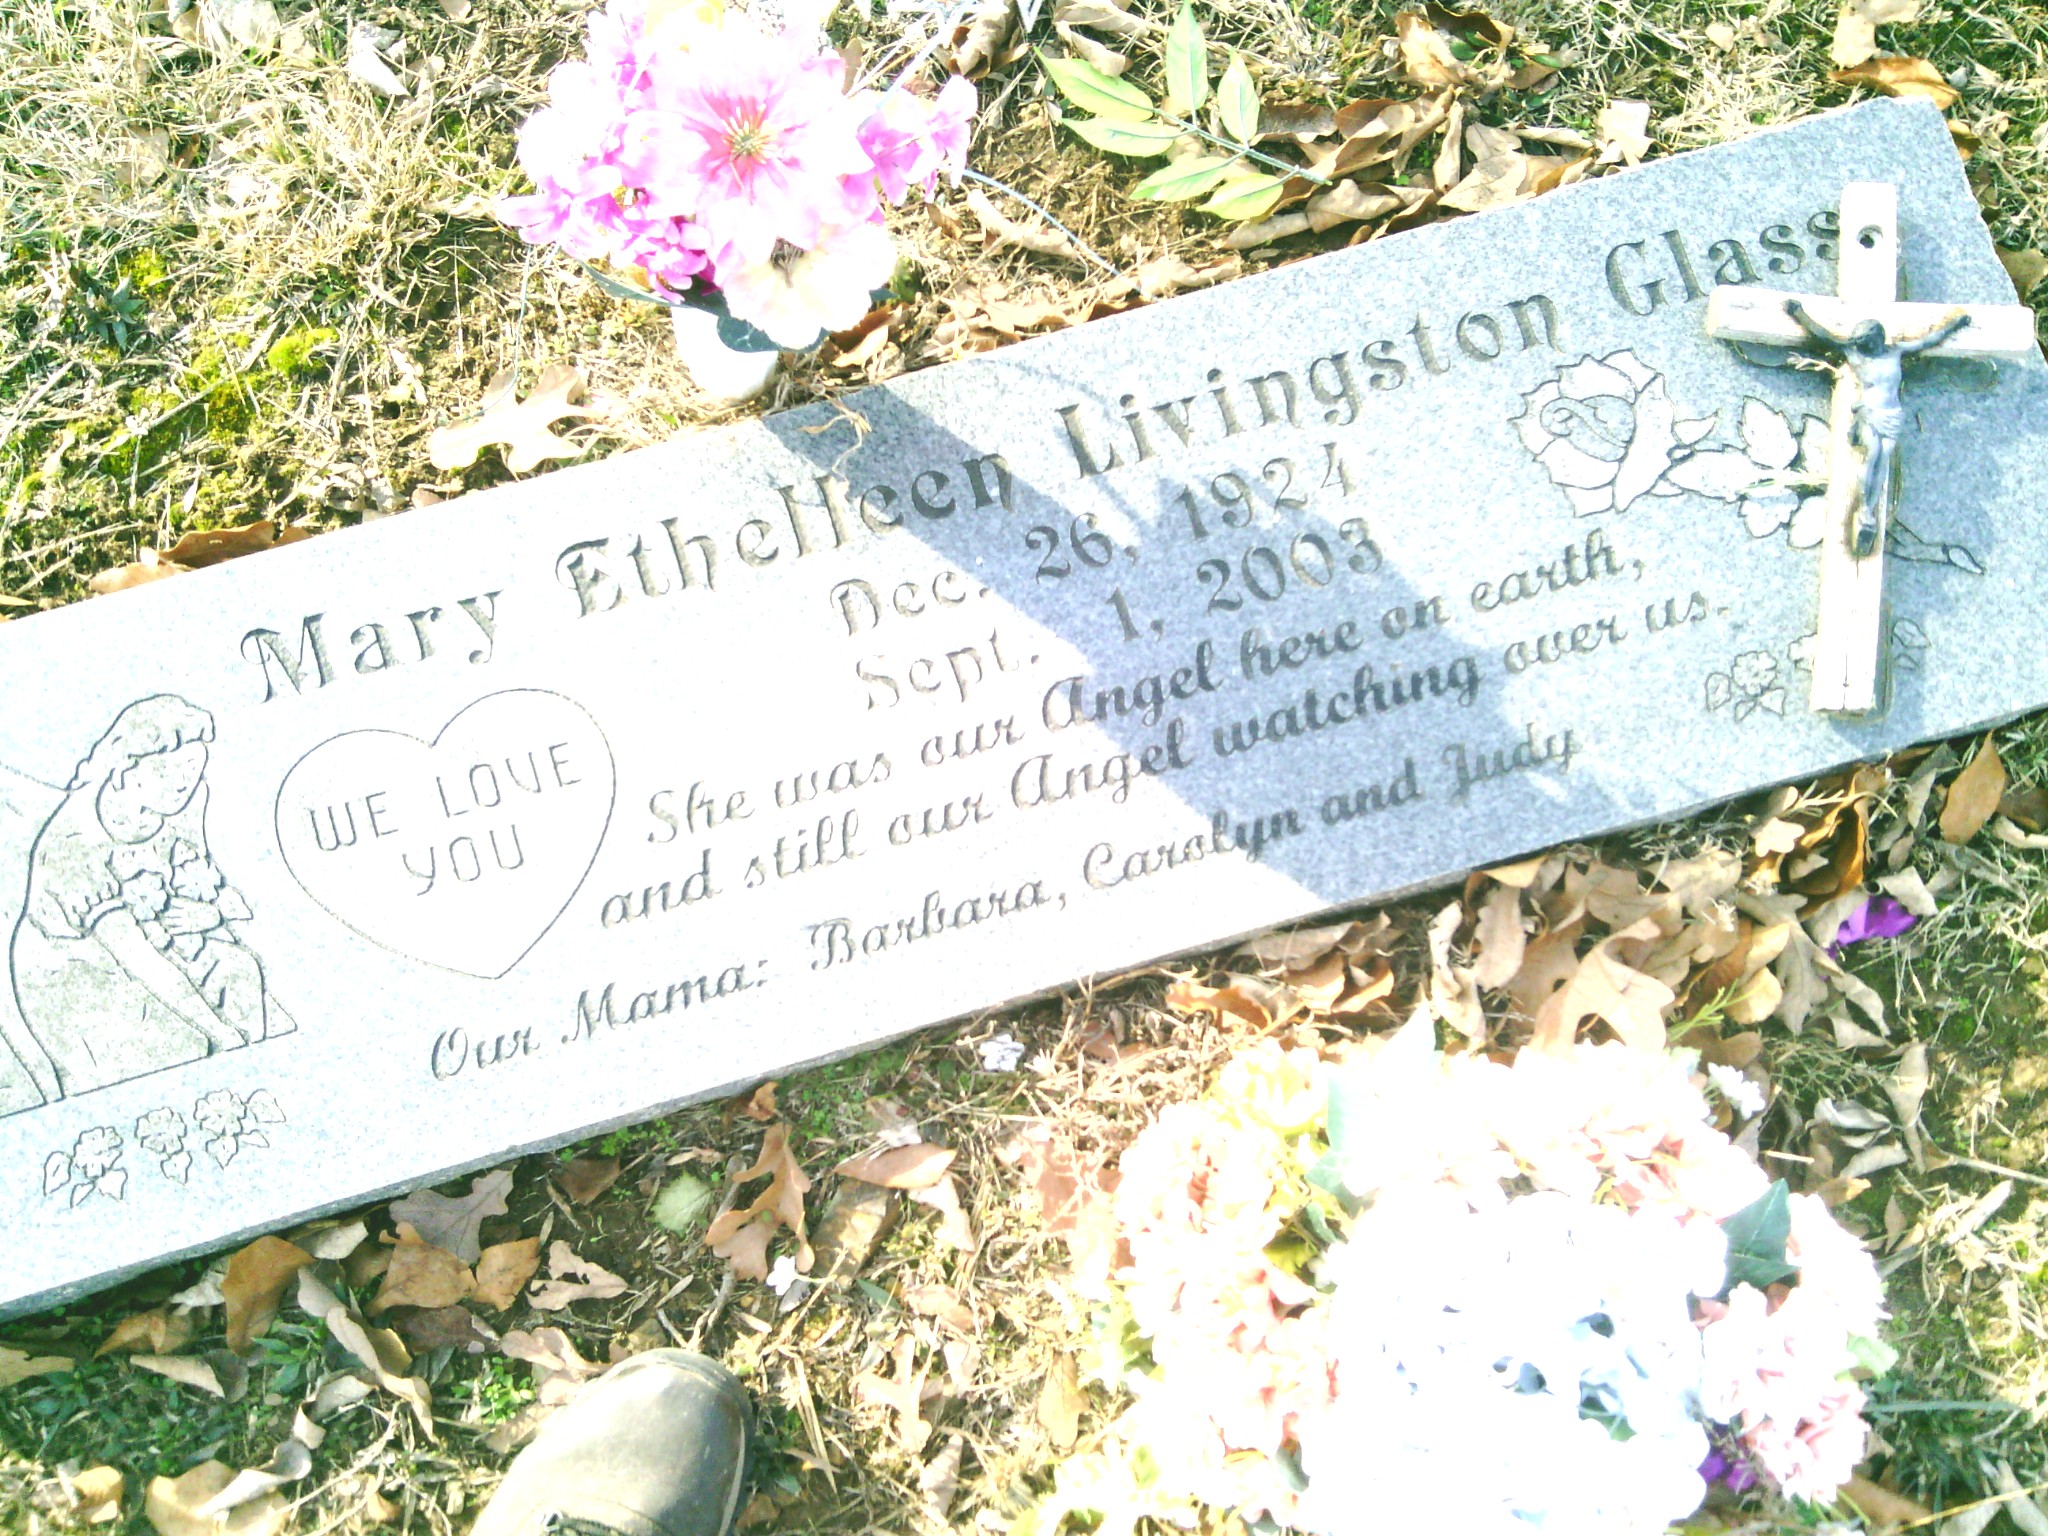 Mary Ethelleen Livingston Glass
Dec. 26, 1924
Sept. 1, 2003
WE LOVE
YOU
She was our Angel here on earth,
and still our Angel watching over us.
Our Mama: Barbara, Carolyn and Judy